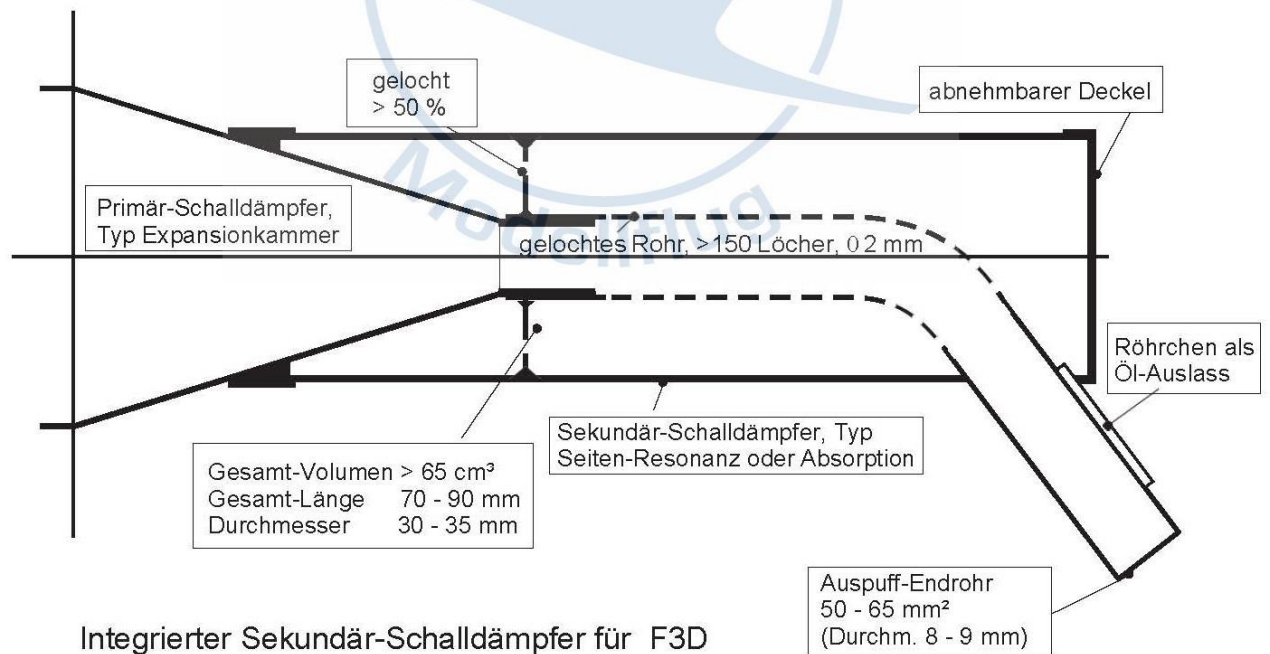 gelocht
> 50 %
abnehmbarer Deckel
Modellflug
Primär-Schalldämpfer,
Typ Expansionkammer
gelochtes Rohr, >150 Löcher, 0 2 mm
Röhrchen als
Öl-Auslass
Sekundär-Schalldämpfer, Typ
Seiten-Resonanz oder Absorption
Gesamt-Volumen > 65 cm³
Gesamt-Länge 70 - 90 mm
Durchmesser 30 - 35 mm
Auspuff-Endrohr
50 - 65 mm²
(Durchm. 8 - 9 mm)
Integrierter Sekundär-Schalldämpfer für F3D